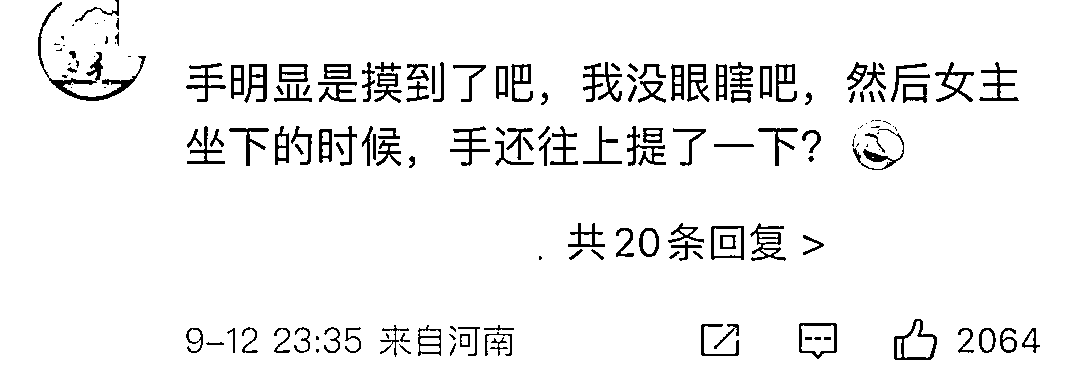 手明显是摸到了吧，我没眼瞎吧，然后女主
坐下的时候，手还往上提了一下？
共20条回复 >
9-12 23:35 来自河南
2064